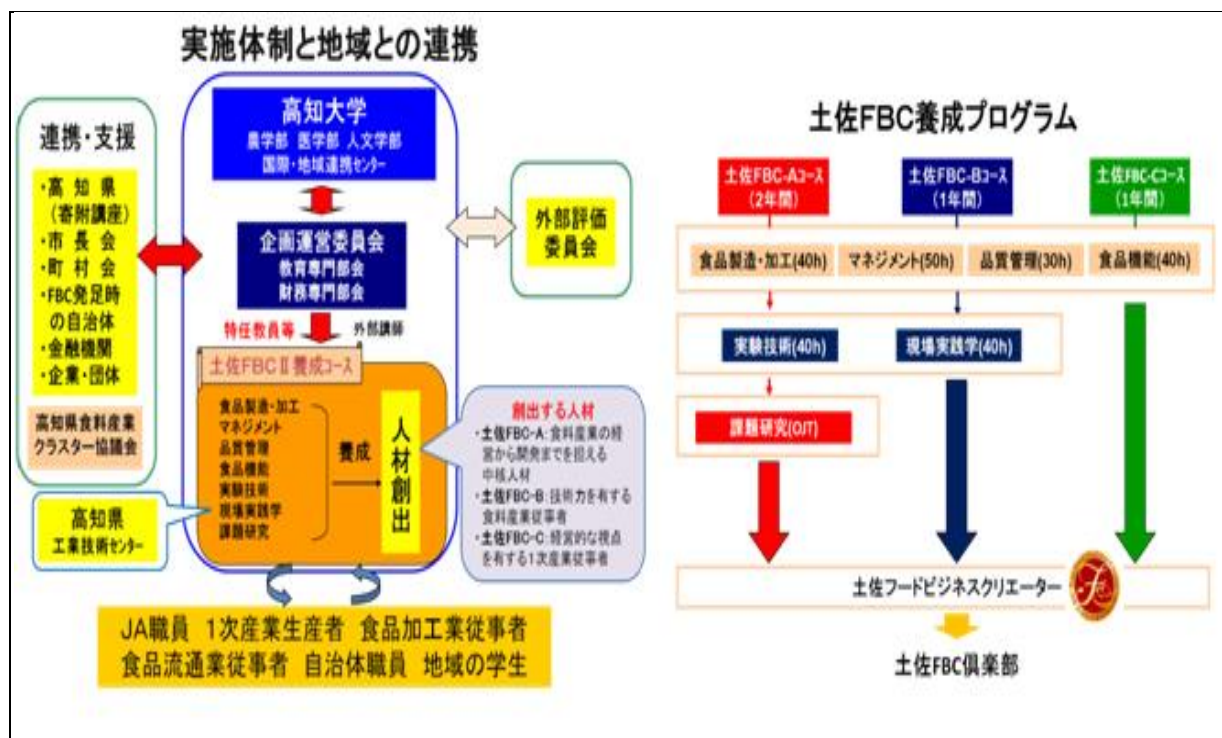 実施体制と地域との連携
連携・支援
・高知県
(寄附講座)
・市長会
・町村会
・FBC発足時
の自治体
・金融機関
・企業・団体
高知県食料産業
クラスター協議会
高知県
工業技術センター
高知大学
農学部 医学部 人文学部
国際・地域連携センター
企画運営委員会
教育専門部会
財務専門部会
特任教員等
外部講師
土佐FBCⅡ養成コース
食品製造・加工
マネジメント
品質管理
食品機能
実験技術
現場実践学
課題研究
養成
人材創出
外部評価
委員会
創出する人材
・土佐FBC-A:食料産業の経
営から開発までを担える
中核人材
・土佐FBC-B:技術力を有する
食料産業従事者
・土佐FBC-C:経営的な視点
を有する1次産業従事者
JA職員 1次産業生産者 食品加工業従事者
食品流通業従事者 自治体職員 地域の学生
土佐FBC養成プログラム
土佐FBC-Aコース
(2年間)
土佐FBC-Bコース
(1年間)
土佐FBC-Cコース
(1年間)
食品製造・加工(40h)
マネジメント(50h)
品質管理(30h)
食品機能(40h)
実験技術(40h)
現場実践学(40h)
課題研究(OJT)
土佐フードビジネスクリエーター
土佐FBC倶楽部